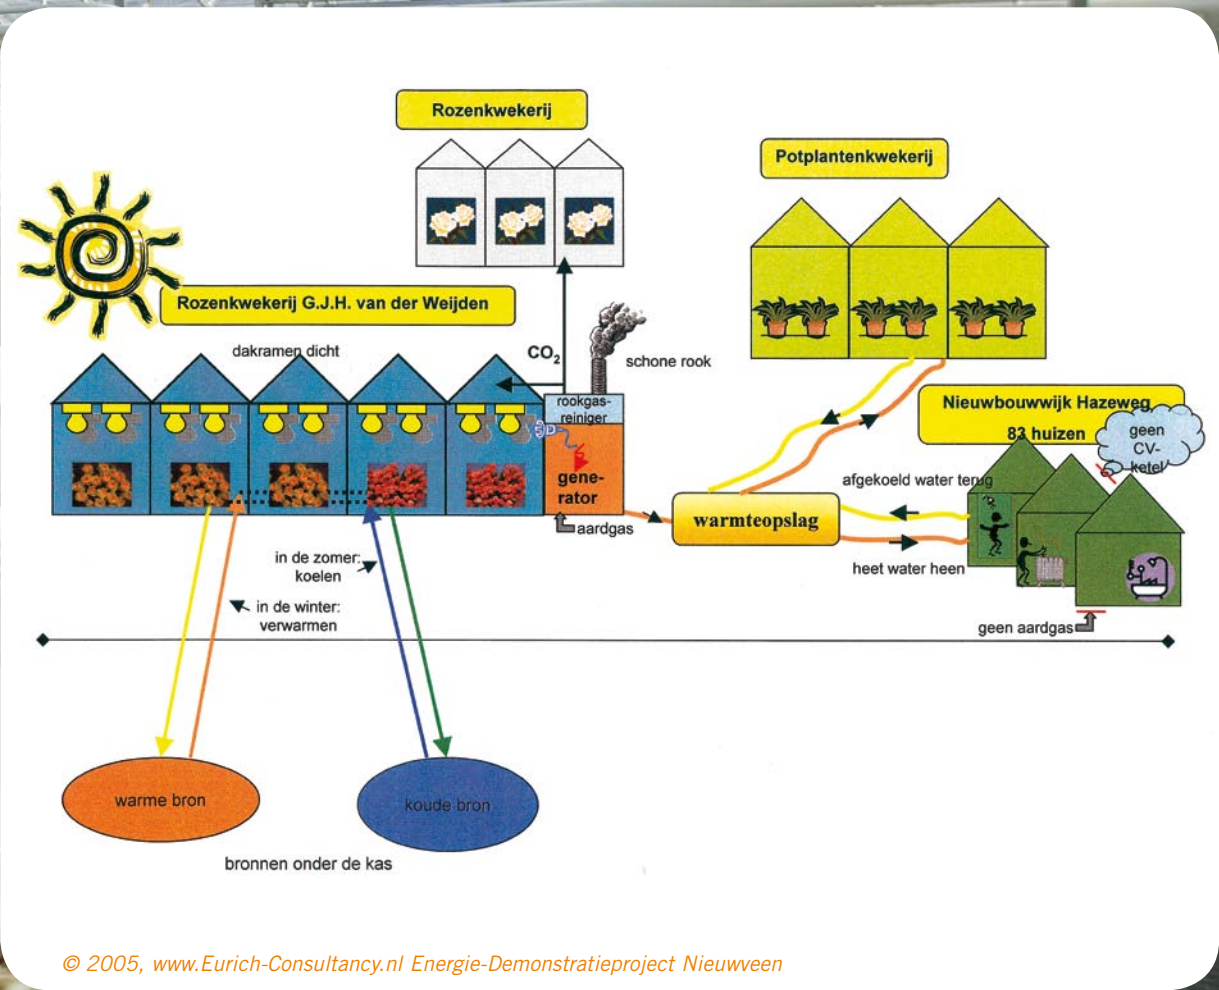 Rozenkwekerij
Potplantenkwekerij
Rozenkwekerij G.J.H. van der Weijden
dakramen dicht
CO₂
schone rook
rookgas-
reiniger
gene-
rator
aardgas
Nieuwbouwwijk Hazeweg
83 huizen
geen
CV-
ketel
afgekoeld water terug
warmteopslag
heet water heen
geen aardgas
in de zomer:
koelen
in de winter:
verwarmen
warme bron
koude bron
bronnen onder de kas
© 2005, www.Eurich-Consultancy.nl Energie-Demonstratieproject Nieuwveen